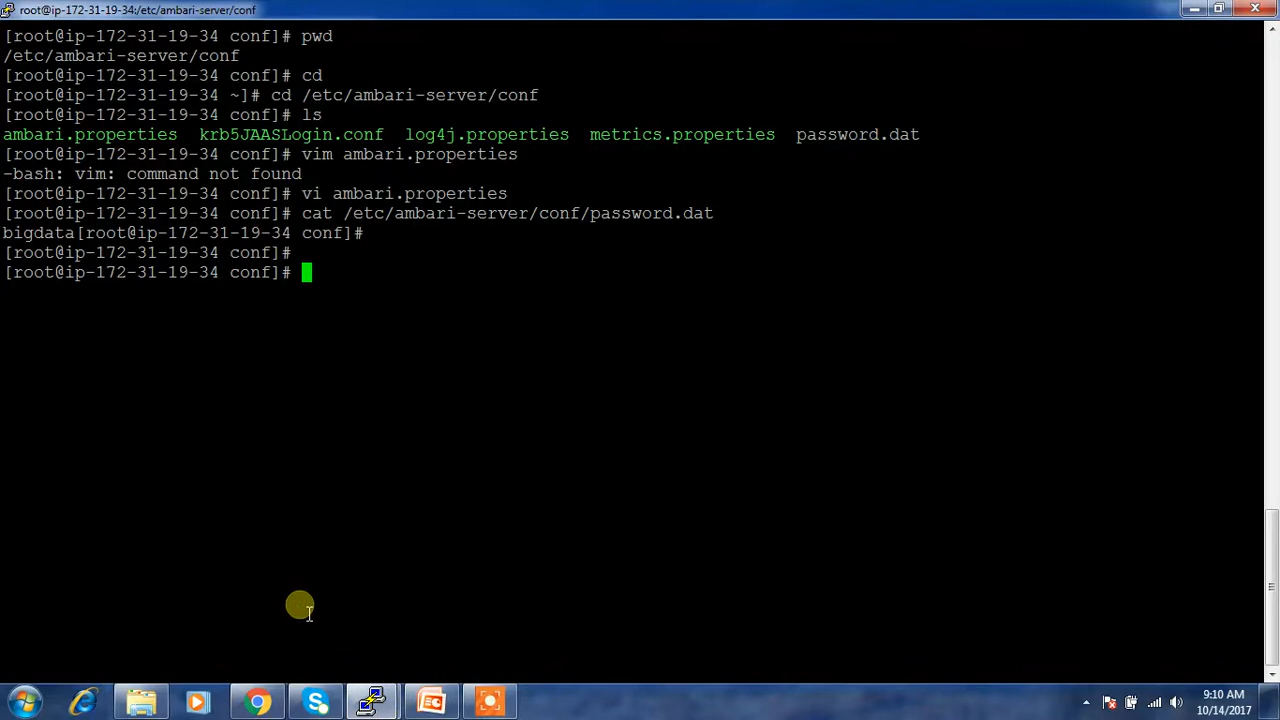 root@ip-172-31-19-34:/etc/ambari-server/conf
[root@ip-172-31-19-34 conf]# pwd
/etc/ambari-server/conf
[root@ip-172-31-19-34 conf]# cd
[root@ip-172-31-19-34 ~]# cd /etc/ambari-server/conf
[root@ip-172-31-19-34 conf]# ls
ambari.properties  krb5JAASLogin.conf  log4j.properties  metrics.properties  password.dat
[root@ip-172-31-19-34 conf]# vim ambari.properties
-bash: vim: command not found
[root@ip-172-31-19-34 conf]# vi ambari.properties
[root@ip-172-31-19-34 conf]# cat /etc/ambari-server/conf/password.dat
bigdata[root@ip-172-31-19-34 conf]#
[root@ip-172-31-19-34 conf]#
[root@ip-172-31-19-34 conf]#
9:10 AM
10/14/2017